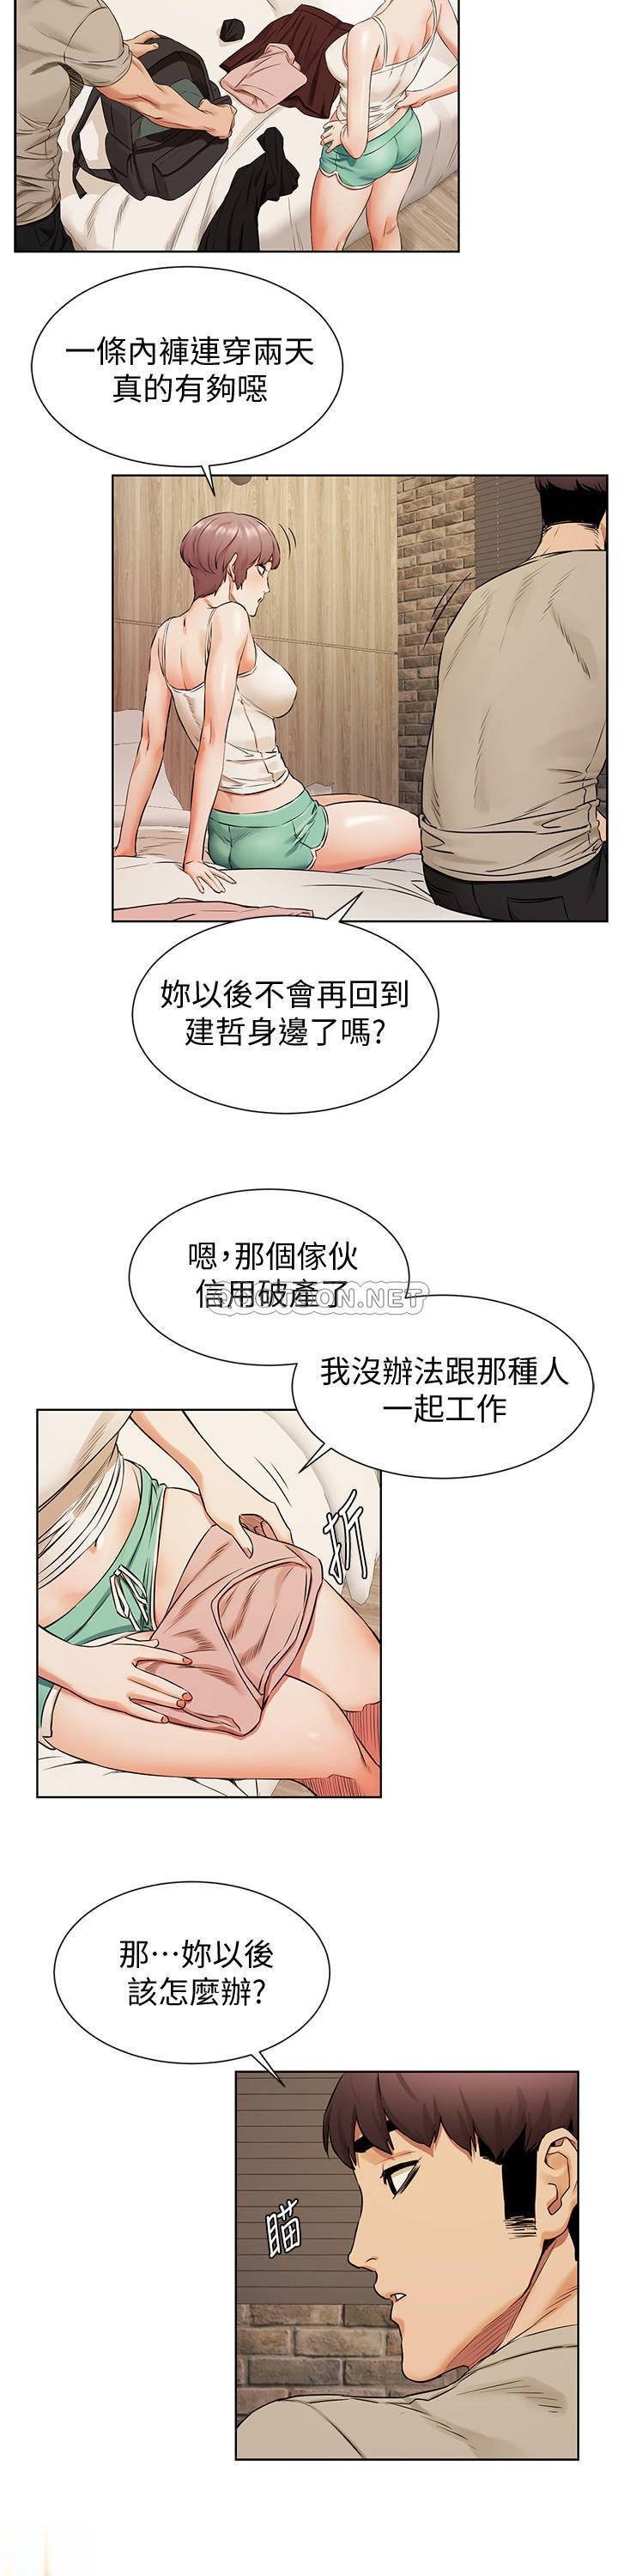 一條內褲連穿兩天
真的有夠噁
妳以後不會再回到
建哲身邊了嗎?
嗯,那個傢伙
信用破產了
我沒辦法跟那種人
一起工作
折
那…妳以後
該怎麼辦?
瞄